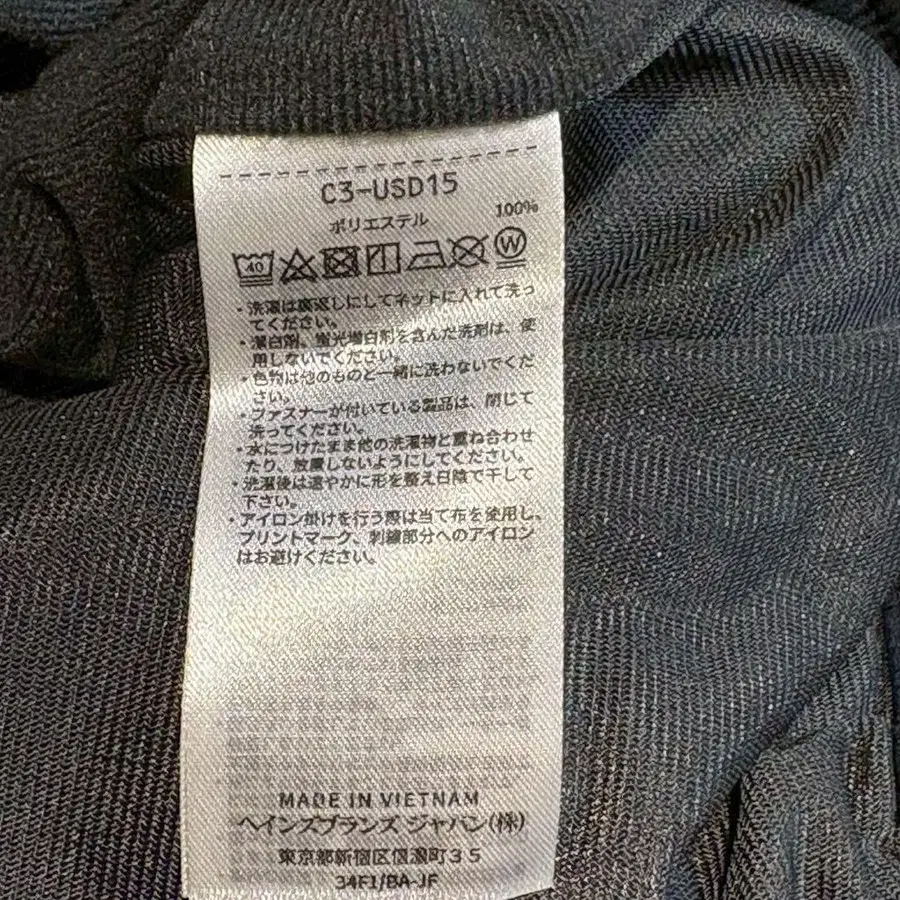 C3-USD15
ポリエステル 100%
40
W
・洗濯は裏返しにしてネットに入れて洗っ
てください。
・漂白剤、蛍光増白剤を含んだ洗剤は、使
用しないでください。
・色物は他のものと一緒に洗わないでくだ
さい。
・ファスナーが付いている製品は、閉じて
洗ってください。
・水につけたまま他の洗濯物と重ね合わせ
たり、放置しないようにしてください。
・洗濯後は速やかに形を整え日陰で干して
下さい。
・アイロン掛けを行う際は当て布を使用し、
プリントマーク、刺繍部分へのアイロン
はお避けください。
MADE IN VIETNAM
ヘインズブランズ ジャパン(株)
東京都新宿区信濃町35
34F1/BA-JF